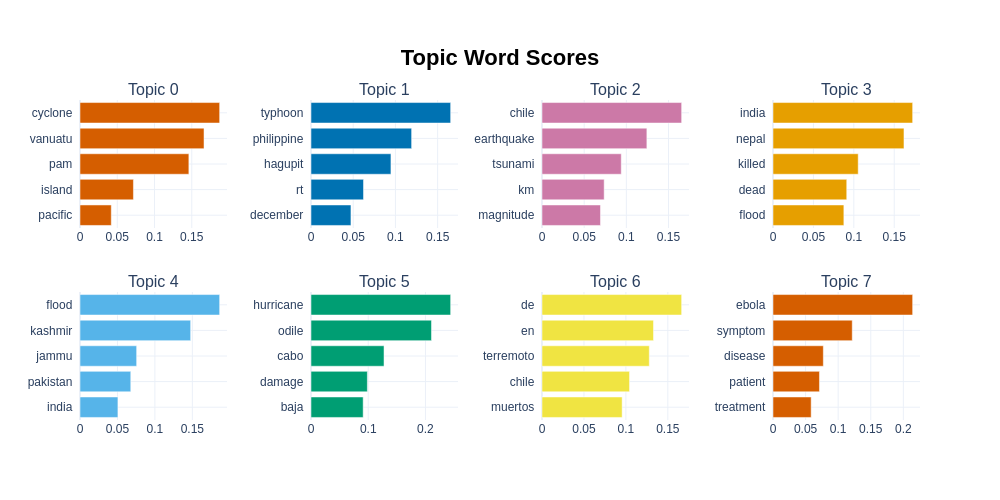 Topic Word Scores
Topic 0
cyclone
vanuatu
pam
island
pacific
0 0.05 0.1 0.15
Topic 1
typhoon
philippine
hagupit
rt
december
0 0.05 0.1 0.15
Topic 2
chile
earthquake
tsunami
km
magnitude
0 0.05 0.1 0.15
Topic 3
india
nepal
killed
dead
flood
0 0.05 0.1 0.15
Topic 4
flood
kashmir
jammu
pakistan
india
0 0.05 0.1 0.15
Topic 5
hurricane
odile
cabo
damage
baja
0 0.1 0.2
Topic 6
de
en
terremoto
chile
muertos
0 0.05 0.1 0.15
Topic 7
ebola
symptom
disease
patient
treatment
0 0.05 0.1 0.15 0.2